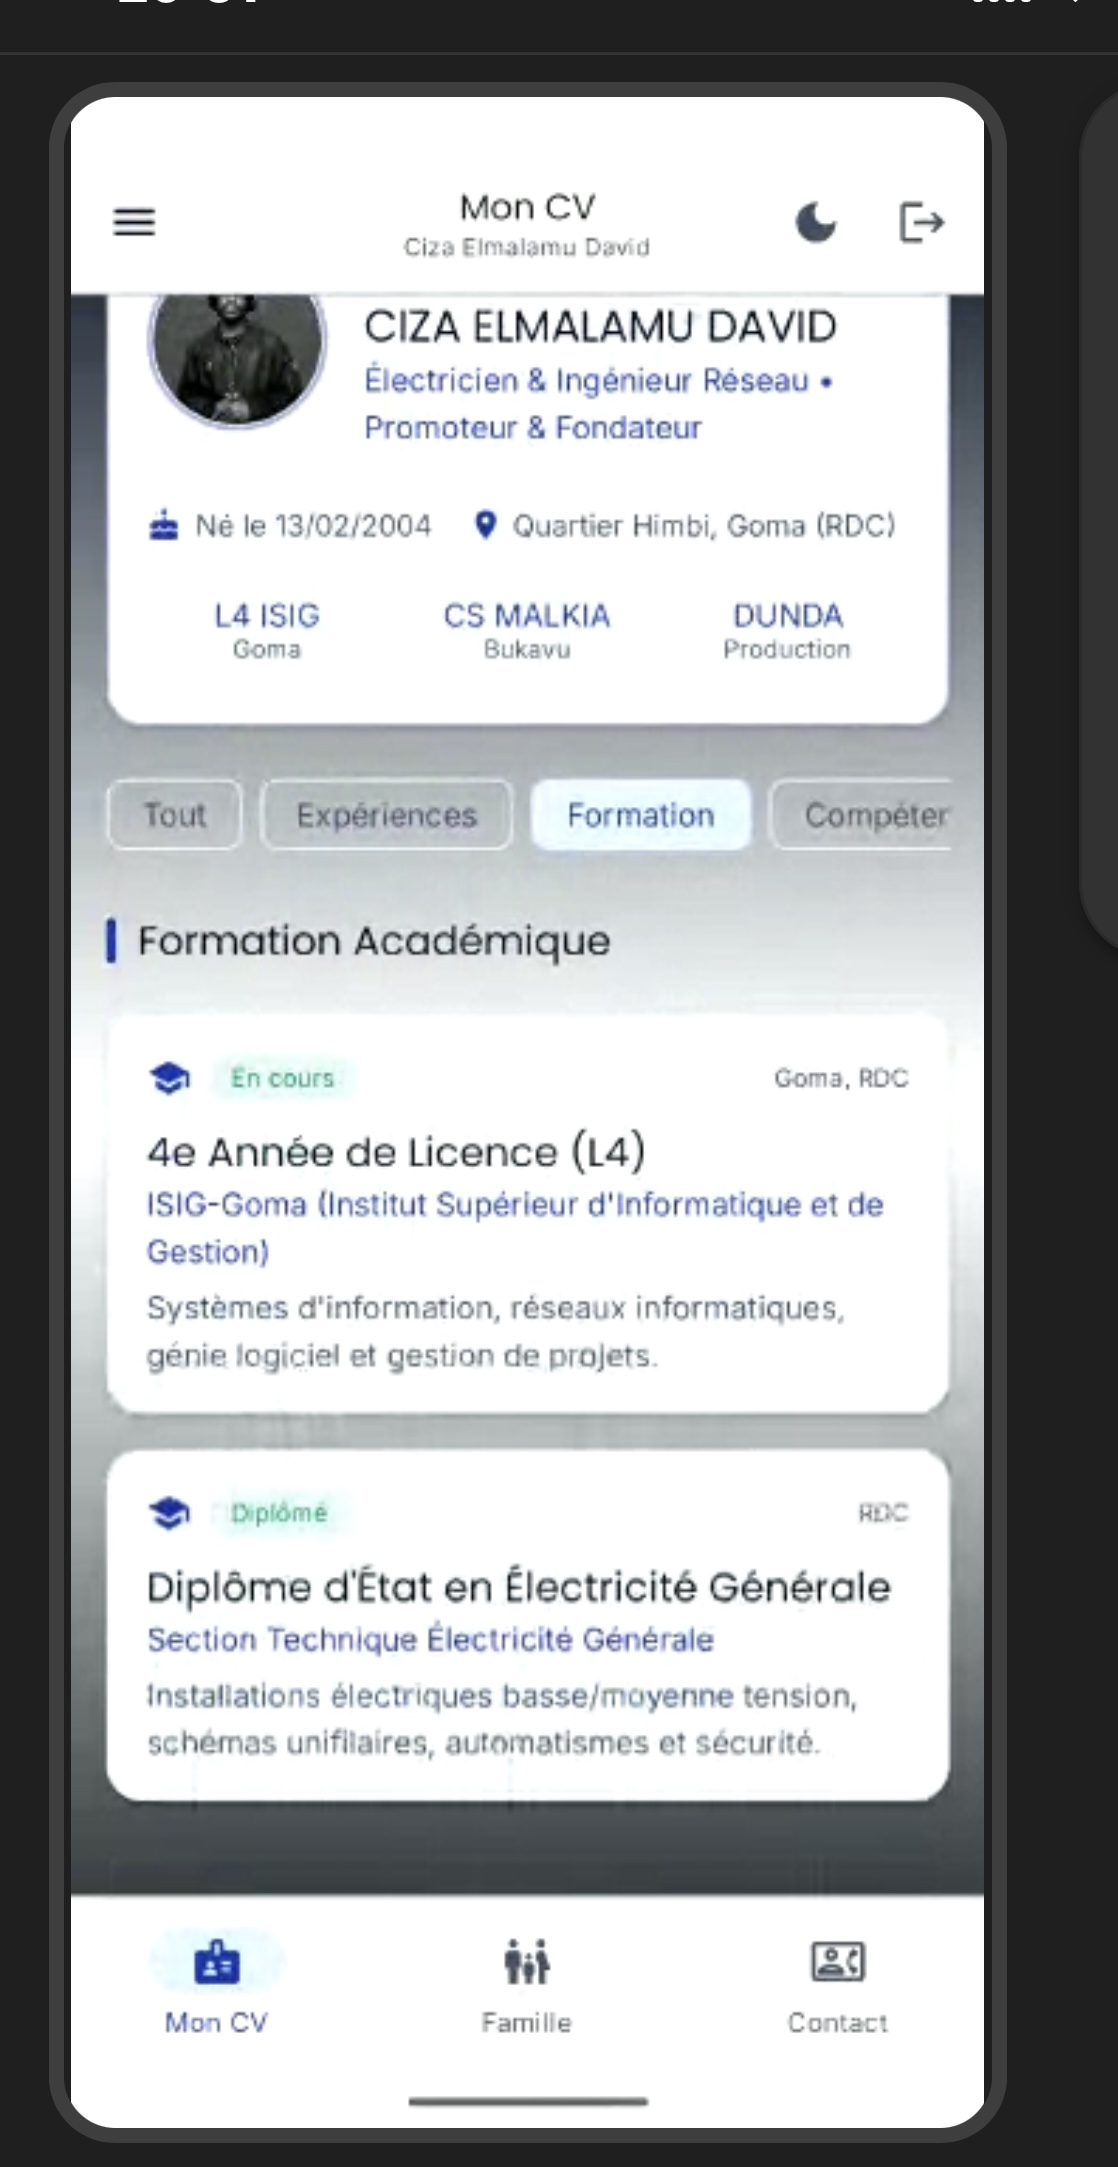 Mon CV
Ciza Elmalamu David
CIZA ELMALAMU DAVID
Électricien & Ingénieur Réseau •
Promoteur & Fondateur
Né le 13/02/2004 Quartier Himbi, Goma (RDC)
L4 ISIG CS MALKIA DUNDA
Goma Bukavu Production
Tout Expériences Formation Compéter
Formation Académique
En cours Goma, RDC
4e Année de Licence (L4)
ISIG-Goma (Institut Supérieur d'Informatique et de
Gestion)
Systèmes d'information, réseaux informatiques,
génie logiciel et gestion de projets.
Diplômé RDC
Diplôme d'État en Électricité Générale
Section Technique Électricité Générale
Installations électriques basse/moyenne tension,
schémas unifilaires, automatismes et sécurité.
Mon CV Famille Contact